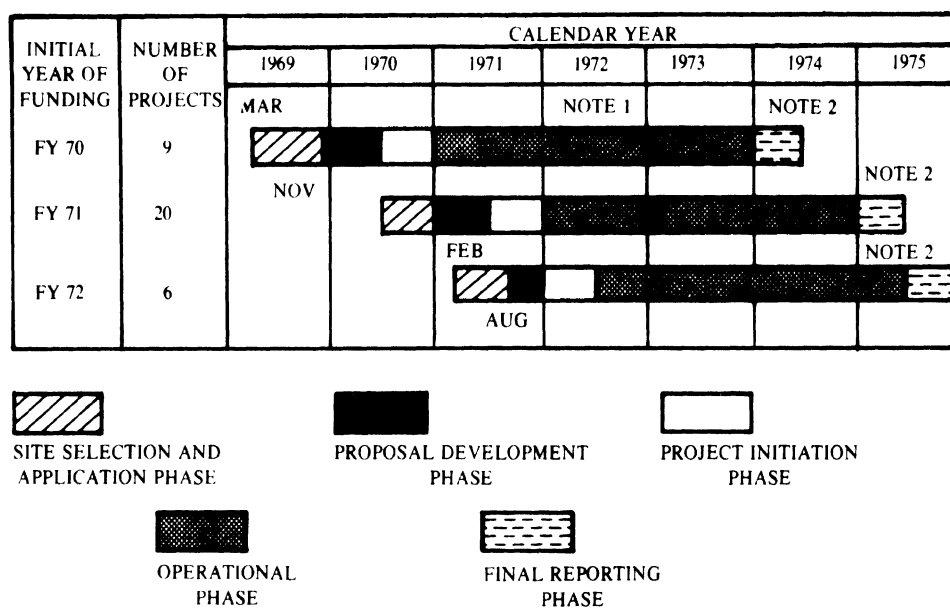 CALENDAR YEAR
INITIAL YEAR OF FUNDING
NUMBER OF PROJECTS
1969 1970 1971 1972 1973 1974 1975
MAR NOTE 1 NOTE 2
FY 70 9
NOTE 2
NOV
FY 71 20
FEB NOTE 2
FY 72 6
AUG
SITE SELECTION AND
APPLICATION PHASE
PROPOSAL DEVELOPMENT
PHASE
PROJECT INITIATION
PHASE
OPERATIONAL
PHASE
FINAL REPORTING
PHASE